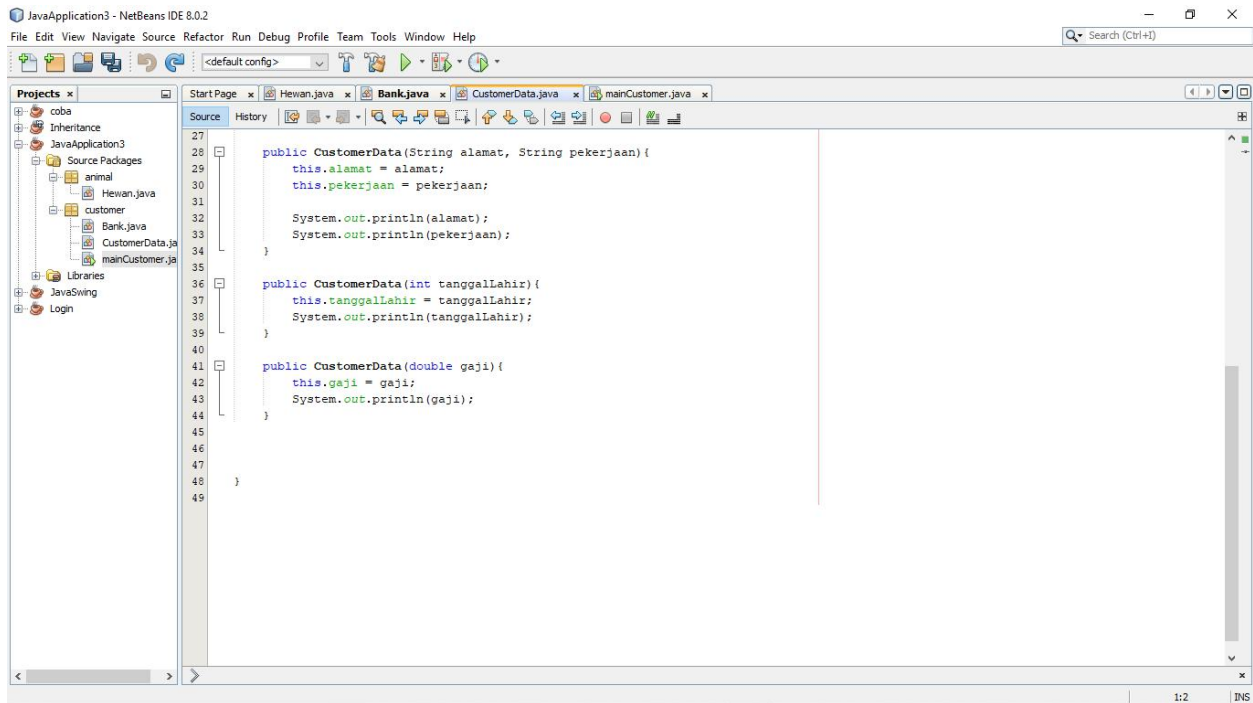 JavaApplication3 - NetBeans IDE 8.0.2
File Edit View Navigate Source Refactor Run Debug Profile Team Tools Window Help
Search (Ctrl+I)
<default config>
Projects
coba
Inheritance
JavaApplication3
Source Packages
animal
Hewan.java
customer
Bank.java
CustomerData.ja
mainCustomer.ja
Libraries
JavaSwing
Login
Start Page Hewan.java Bank.java CustomerData.java mainCustomer.java
Source History
27
28 public CustomerData(String alamat, String pekerjaan){
29 this.alamat = alamat;
30 this.pekerjaan = pekerjaan;
31
32 System.out.println(alamat);
33 System.out.println(pekerjaan);
34 }
35
36 public CustomerData(int tanggalLahir){
37 this.tanggalLahir = tanggalLahir;
38 System.out.println(tanggalLahir);
39 }
40
41 public CustomerData(double gaji){
42 this.gaji = gaji;
43 System.out.println(gaji);
44 }
45
46
47
48 }
49
1:2 INS